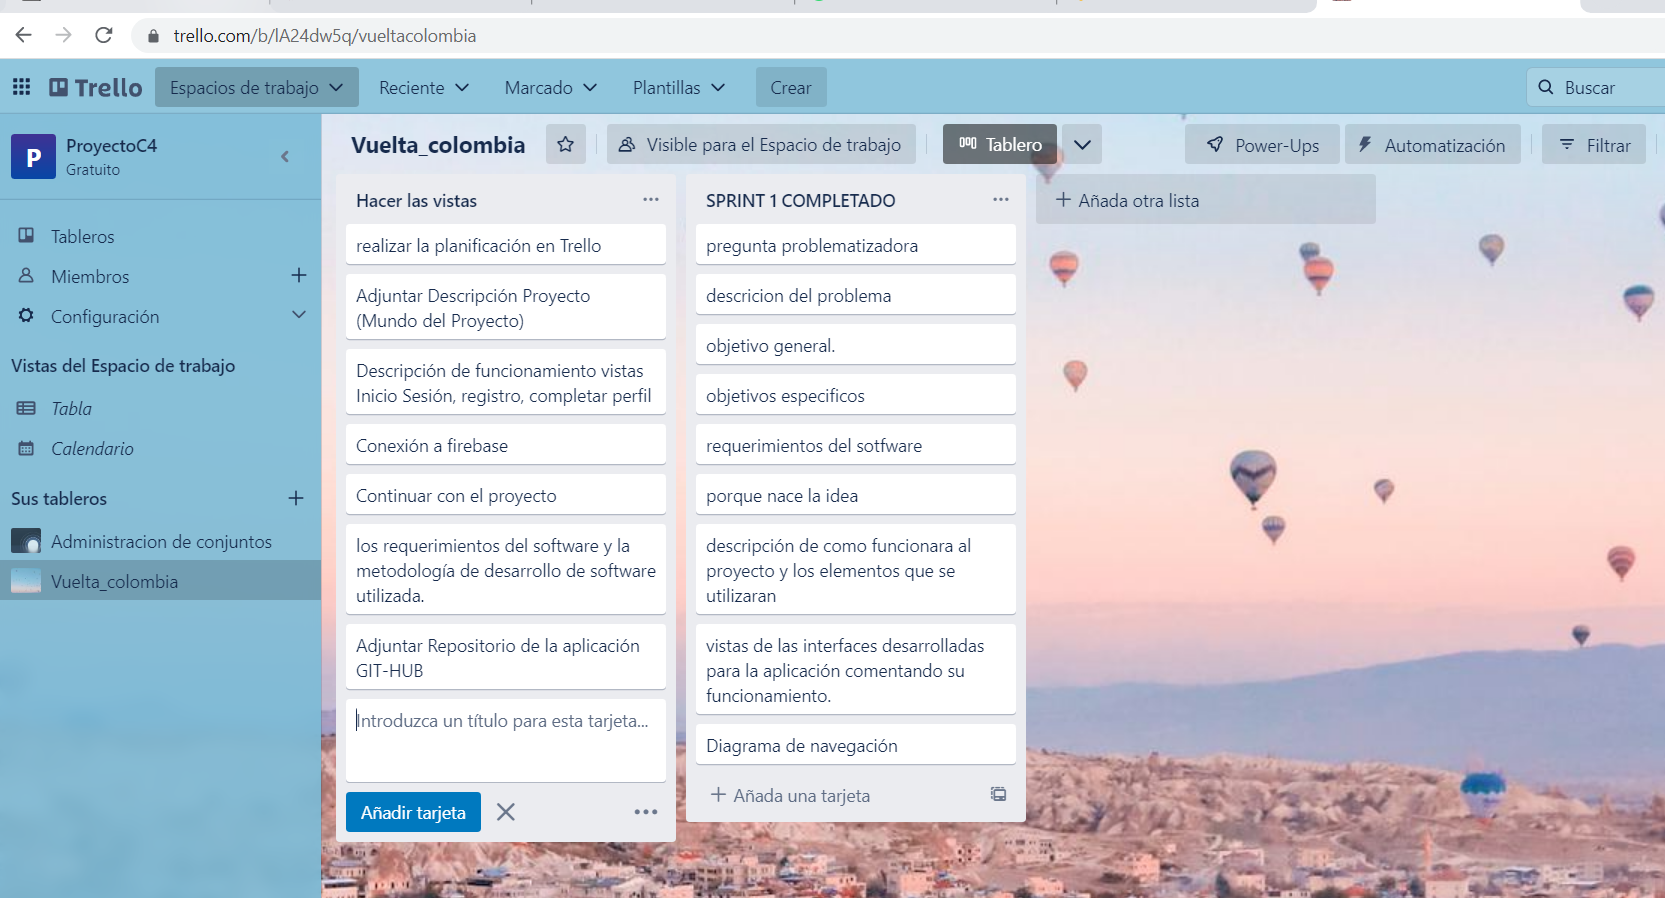 trello.com/b/lA24dw5q/vueltacolombia
Trello
Espacios de trabajo
Reciente
Marcado
Plantillas
Crear
Buscar
P
ProyectoC4
Gratuito
Vuelta_colombia
Visible para el Espacio de trabajo
Tablero
Power-Ups
Automatización
Filtrar
Tableros
Miembros
Configuración
Vistas del Espacio de trabajo
Tabla
Calendario
Sus tableros
Administracion de conjuntos
Vuelta_colombia
Hacer las vistas
realizar la planificación en Trello
Adjuntar Descripción Proyecto
(Mundo del Proyecto)
Descripción de funcionamiento vistas
Inicio Sesión, registro, completar perfil
Conexión a firebase
Continuar con el proyecto
los requerimientos del software y la
metodología de desarrollo de software
utilizada.
Adjuntar Repositorio de la aplicación
GIT-HUB
Introduzca un título para esta tarjeta...
Añadir tarjeta
SPRINT 1 COMPLETADO
pregunta problematizadora
descricion del problema
objetivo general.
objetivos especificos
requerimientos del sotfware
porque nace la idea
descripción de como funcionara al
proyecto y los elementos que se
utilizaran
vistas de las interfaces desarrolladas
para la aplicación comentando su
funcionamiento.
Diagrama de navegación
Añada una tarjeta
Añada otra lista